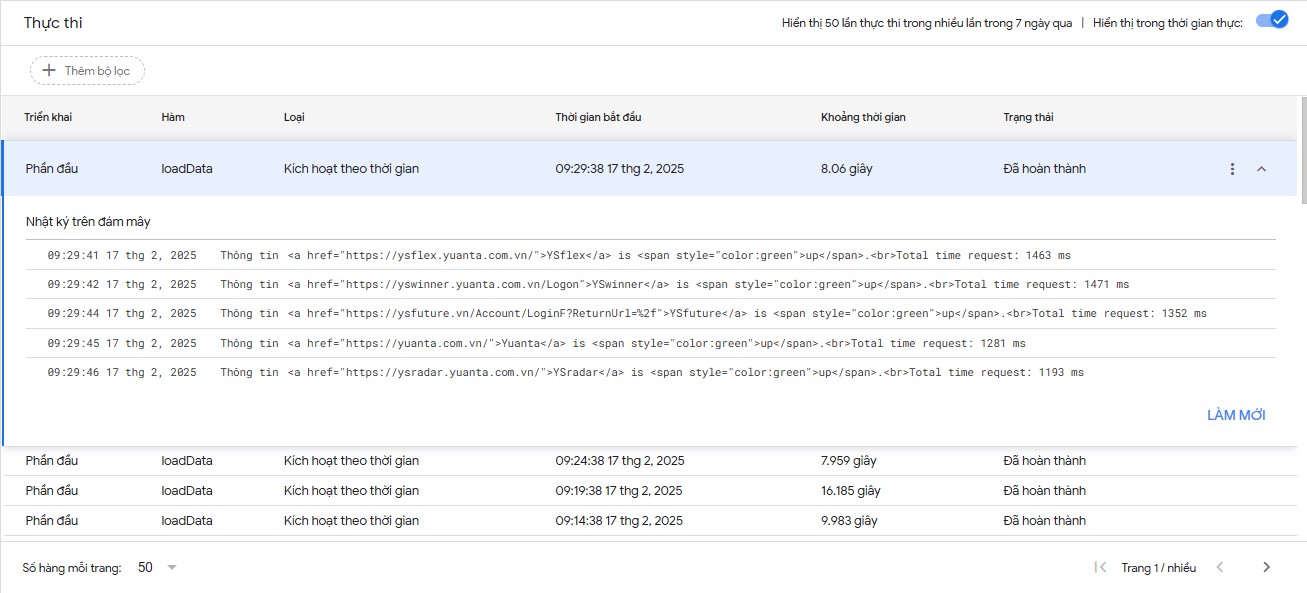 Thực thi
Hiển thị 50 lần thực thi trong nhiều lần trong 7 ngày qua | Hiển thị trong thời gian thực:
Thêm bộ lọc
Triển khai Hàm Loại Thời gian bắt đầu Khoảng thời gian Trạng thái
Phần đầu loadData Kích hoạt theo thời gian 09:29:38 17 thg 2, 2025 8.06 giây Đã hoàn thành
Nhật ký trên đám mây
09:29:41 17 thg 2, 2025 Thông tin <a href="https://ysflex.yuanta.com.vn/">YSflex</a> is <span style="color:green">up</span>.<br>Total time request: 1463 ms
09:29:42 17 thg 2, 2025 Thông tin <a href="https://yswinner.yuanta.com.vn/Logon">YSwinner</a> is <span style="color:green">up</span>.<br>Total time request: 1471 ms
09:29:44 17 thg 2, 2025 Thông tin <a href="https://ysfuture.vn/Account/LoginF?ReturnUrl=%2f">YSfuture</a> is <span style="color:green">up</span>.<br>Total time request: 1352 ms
09:29:45 17 thg 2, 2025 Thông tin <a href="https://yuanta.com.vn/">Yuanta</a> is <span style="color:green">up</span>.<br>Total time request: 1281 ms
09:29:46 17 thg 2, 2025 Thông tin <a href="https://ysradar.yuanta.com.vn/">YSradar</a> is <span style="color:green">up</span>.<br>Total time request: 1193 ms
LÀM MỚI
Phần đầu loadData Kích hoạt theo thời gian 09:24:38 17 thg 2, 2025 7.959 giây Đã hoàn thành
Phần đầu loadData Kích hoạt theo thời gian 09:19:38 17 thg 2, 2025 16.185 giây Đã hoàn thành
Phần đầu loadData Kích hoạt theo thời gian 09:14:38 17 thg 2, 2025 9.983 giây Đã hoàn thành
Số hàng mỗi trang: 50 Trang 1 / nhiều